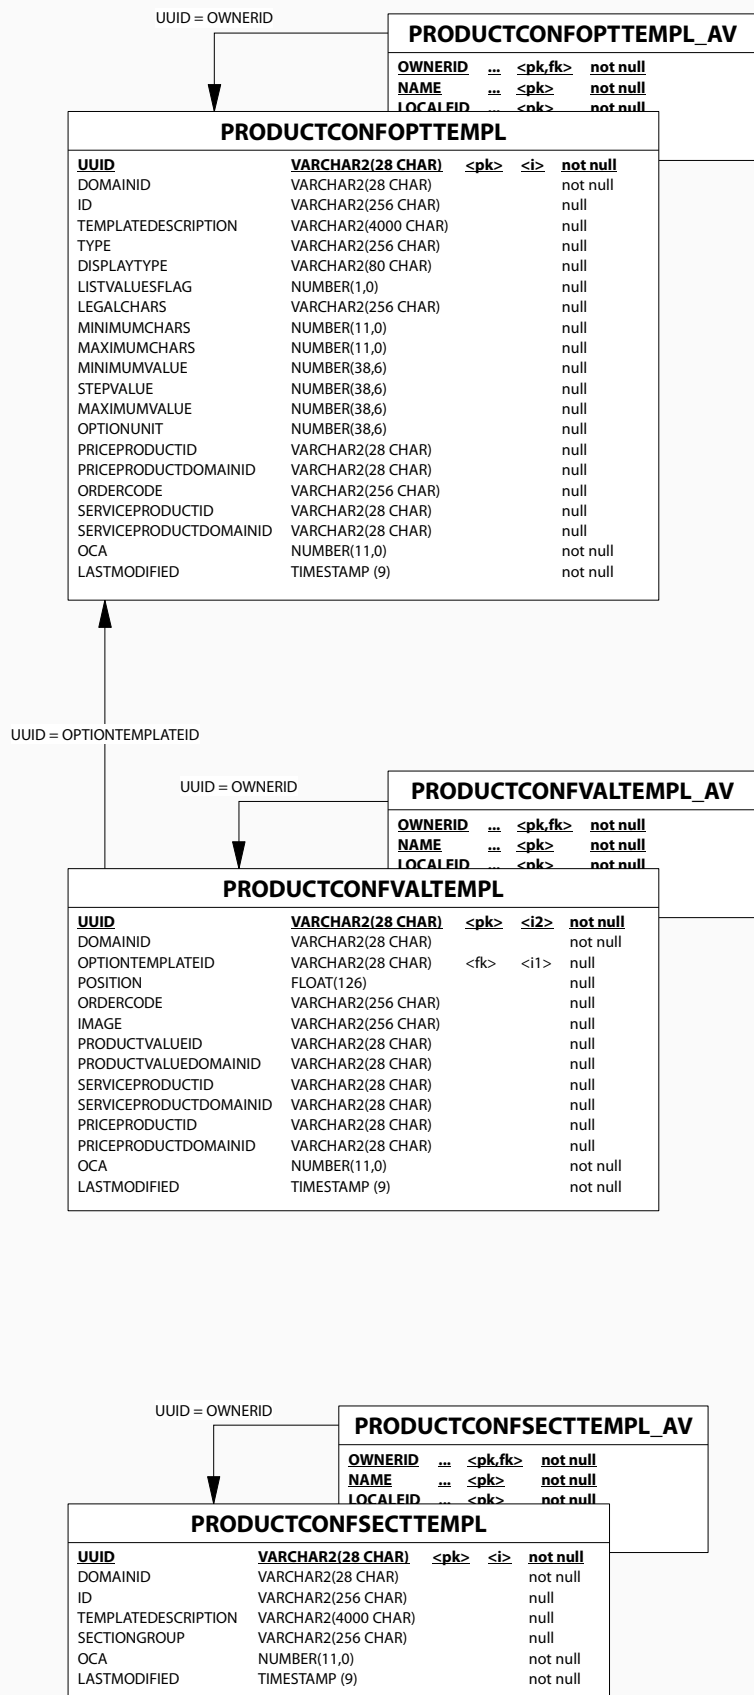 UUID = OWNERID
PRODUCTCONFOPTTEMPL_AV
OWNERID ... <pk,fk> not null
NAME ... <pk> not null
LOCALEID ... <pk> not null
PRODUCTCONFOPTTEMPL
UUID VARCHAR2(28 CHAR) <pk> <i> not null
DOMAINID VARCHAR2(28 CHAR) not null
ID VARCHAR2(256 CHAR) null
TEMPLATEDESCRIPTION VARCHAR2(4000 CHAR) null
TYPE VARCHAR2(256 CHAR) null
DISPLAYTYPE VARCHAR2(80 CHAR) null
LISTVALUESFLAG NUMBER(1,0) null
LEGALCHARS VARCHAR2(256 CHAR) null
MINIMUMCHARS NUMBER(11,0) null
MAXIMUMCHARS NUMBER(11,0) null
MINIMUMVALUE NUMBER(38,6) null
STEPVALUE NUMBER(38,6) null
MAXIMUMVALUE NUMBER(38,6) null
OPTIONUNIT NUMBER(38,6) null
PRICEPRODUCTID VARCHAR2(28 CHAR) null
PRICEPRODUCTDOMAINID VARCHAR2(28 CHAR) null
ORDERCODE VARCHAR2(256 CHAR) null
SERVICEPRODUCTID VARCHAR2(28 CHAR) null
SERVICEPRODUCTDOMAINID VARCHAR2(28 CHAR) null
OCA NUMBER(11,0) not null
LASTMODIFIED TIMESTAMP (9) not null
UUID = OPTIONTEMPLATEID
UUID = OWNERID
PRODUCTCONFVALTEMPL_AV
OWNERID ... <pk,fk> not null
NAME ... <pk> not null
LOCALEID ... <pk> not null
PRODUCTCONFVALTEMPL
UUID VARCHAR2(28 CHAR) <pk> <i2> not null
DOMAINID VARCHAR2(28 CHAR) not null
OPTIONTEMPLATEID VARCHAR2(28 CHAR) <fk> <i1> null
POSITION FLOAT(126) null
ORDERCODE VARCHAR2(256 CHAR) null
IMAGE VARCHAR2(256 CHAR) null
PRODUCTVALUEID VARCHAR2(28 CHAR) null
PRODUCTVALUEDOMAINID VARCHAR2(28 CHAR) null
SERVICEPRODUCTID VARCHAR2(28 CHAR) null
SERVICEPRODUCTDOMAINID VARCHAR2(28 CHAR) null
PRICEPRODUCTID VARCHAR2(28 CHAR) null
PRICEPRODUCTDOMAINID VARCHAR2(28 CHAR) null
OCA NUMBER(11,0) not null
LASTMODIFIED TIMESTAMP (9) not null
UUID = OWNERID
PRODUCTCONFSECTTEMPL_AV
OWNERID ... <pk,fk> not null
NAME ... <pk> not null
LOCALEID ... <pk> not null
PRODUCTCONFSECTTEMPL
UUID VARCHAR2(28 CHAR) <pk> <i> not null
DOMAINID VARCHAR2(28 CHAR) not null
ID VARCHAR2(256 CHAR) null
TEMPLATEDESCRIPTION VARCHAR2(4000 CHAR) null
SECTIONGROUP VARCHAR2(256 CHAR) null
OCA NUMBER(11,0) not null
LASTMODIFIED TIMESTAMP (9) not null